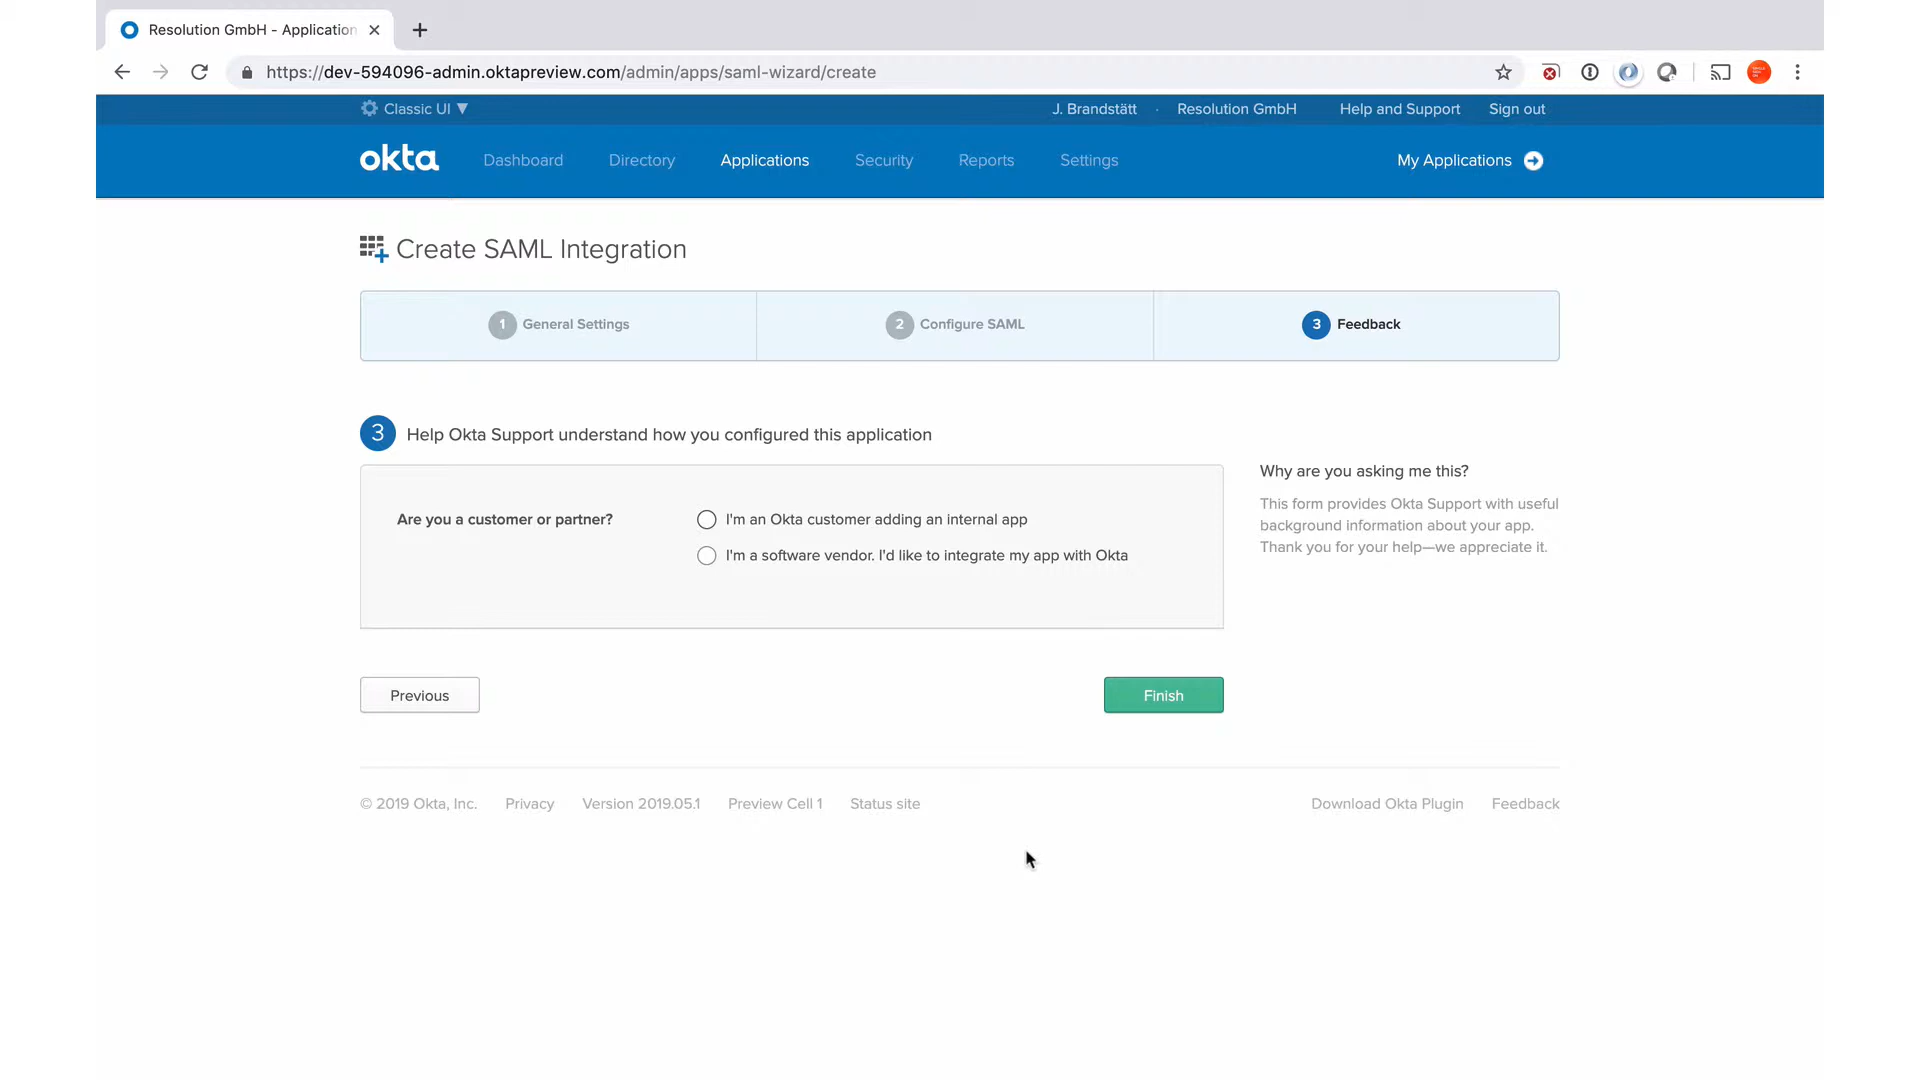 Resolution GmbH - Application
https://dev-594096-admin.oktapreview.com/admin/apps/saml-wizard/create
Classic UI ▼ J. Brandstätt · Resolution GmbH Help and Support Sign out
okta Dashboard Directory Applications Security Reports Settings My Applications
Create SAML Integration
1 General Settings 2 Configure SAML 3 Feedback
3 Help Okta Support understand how you configured this application
Why are you asking me this?
This form provides Okta Support with useful
background information about your app.
Thank you for your help—we appreciate it.
Are you a customer or partner? I'm an Okta customer adding an internal app
I'm a software vendor. I'd like to integrate my app with Okta
Previous Finish
© 2019 Okta, Inc. Privacy Version 2019.05.1 Preview Cell 1 Status site Download Okta Plugin Feedback